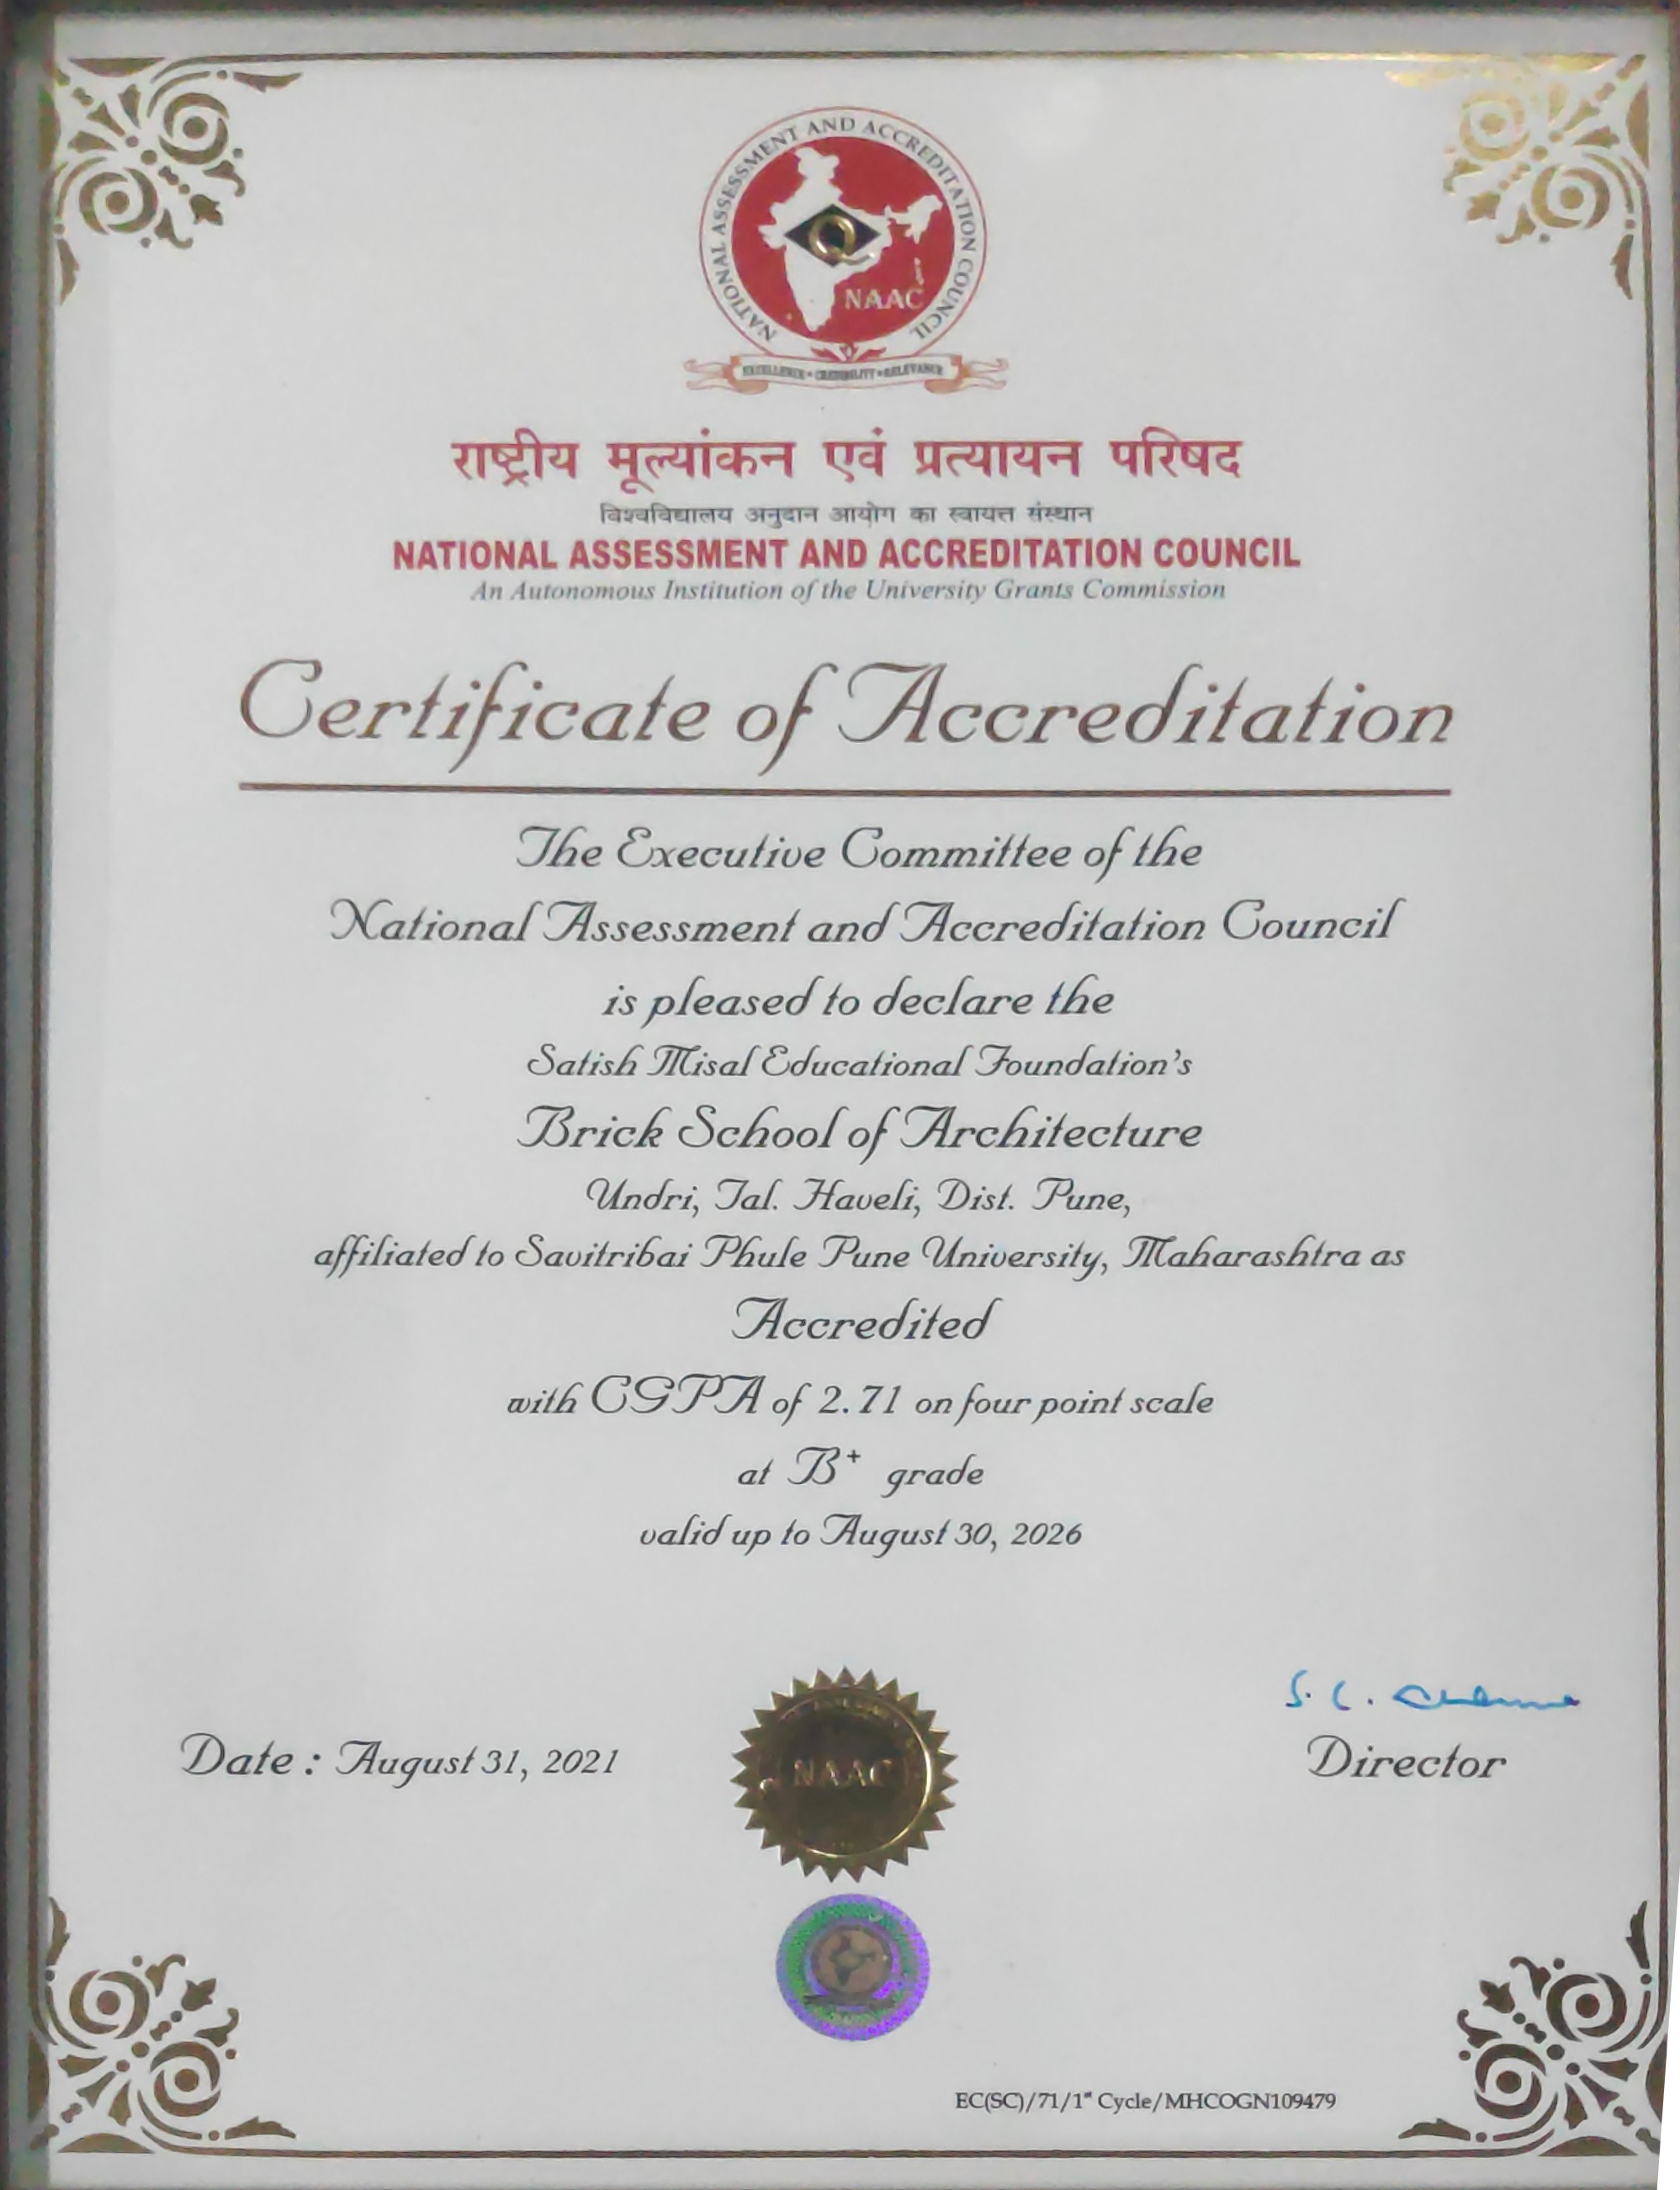 NATIONAL ASSESSMENT AND ACCREDITATION COUNCIL
NAAC
EXCELLENCE • CREDIBILITY • RELEVANCE
राष्ट्रीय मूल्यांकन एवं प्रत्यायन परिषद
विश्वविद्यालय अनुदान आयोग का स्वायत्त संस्थान
NATIONAL ASSESSMENT AND ACCREDITATION COUNCIL
An Autonomous Institution of the University Grants Commission
Certificate of Accreditation
The Executive Committee of the
National Assessment and Accreditation Council
is pleased to declare the
Satish Misal Educational Foundation's
Brick School of Architecture
Undri, Tal. Haveli, Dist. Pune,
affiliated to Savitribai Phule Pune University, Maharashtra as
Accredited
with CGPA of 2.71 on four point scale
at B⁺ grade
valid up to August 30, 2026
S. C.
Date : August 31, 2021
NAAC
Director
EC(SC)/71/1ˢᵗ Cycle/MHCOGN109479